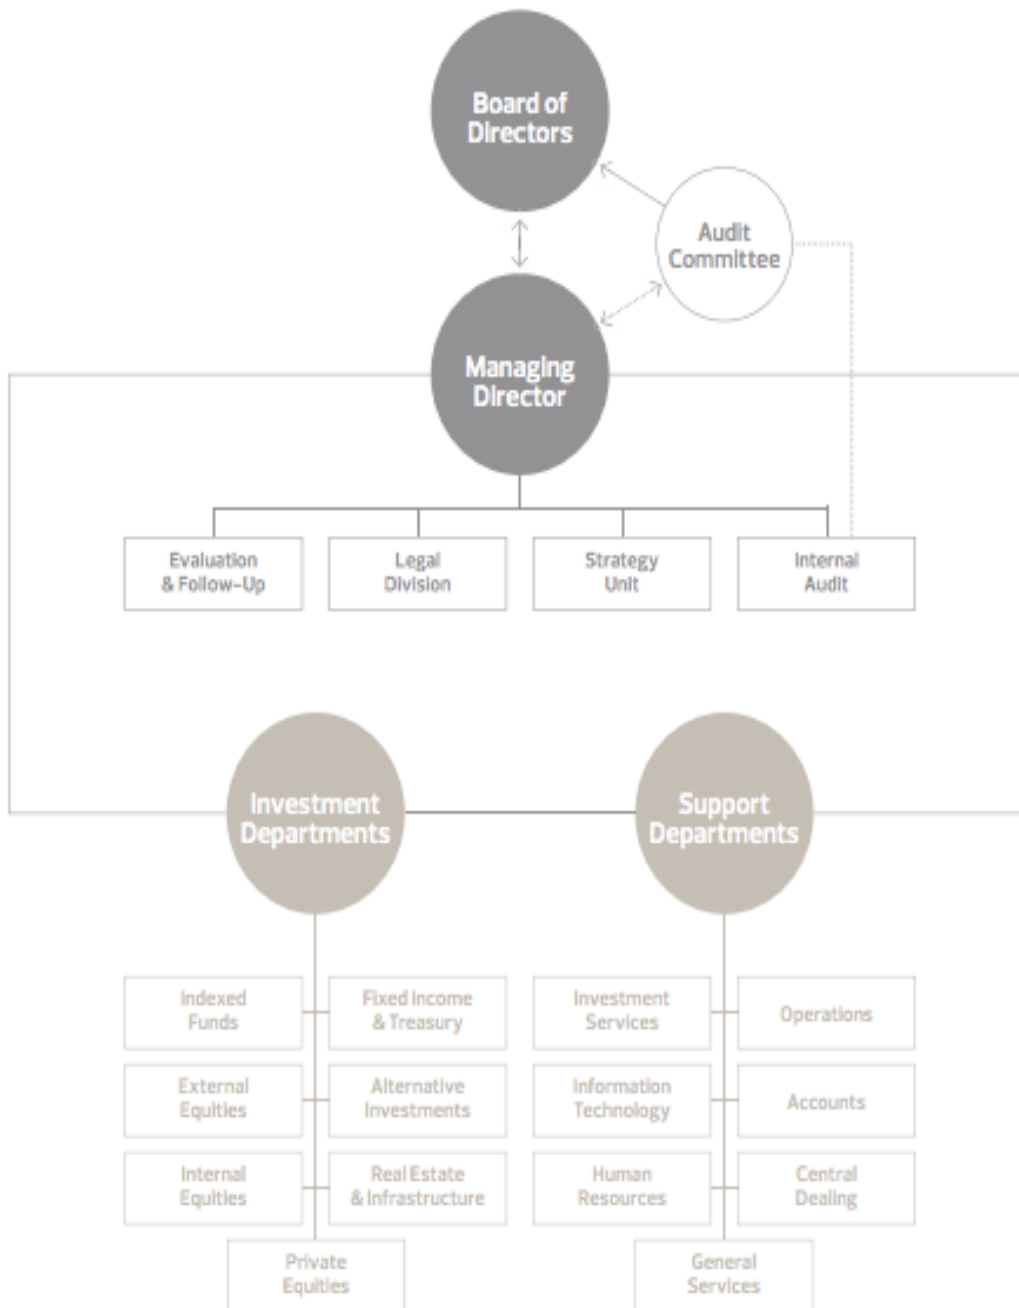 Board of
Directors
Audit
Committee
Managing
Director
Evaluation
& Follow-Up
Legal
Division
Strategy
Unit
Internal
Audit
Investment
Departments
Support
Departments
Indexed
Funds
Fixed Income
& Treasury
Investment
Services
Operations
External
Equities
Alternative
Investments
Information
Technology
Accounts
Internal
Equities
Real Estate
& Infrastructure
Human
Resources
Central
Dealing
Private
Equities
General
Services